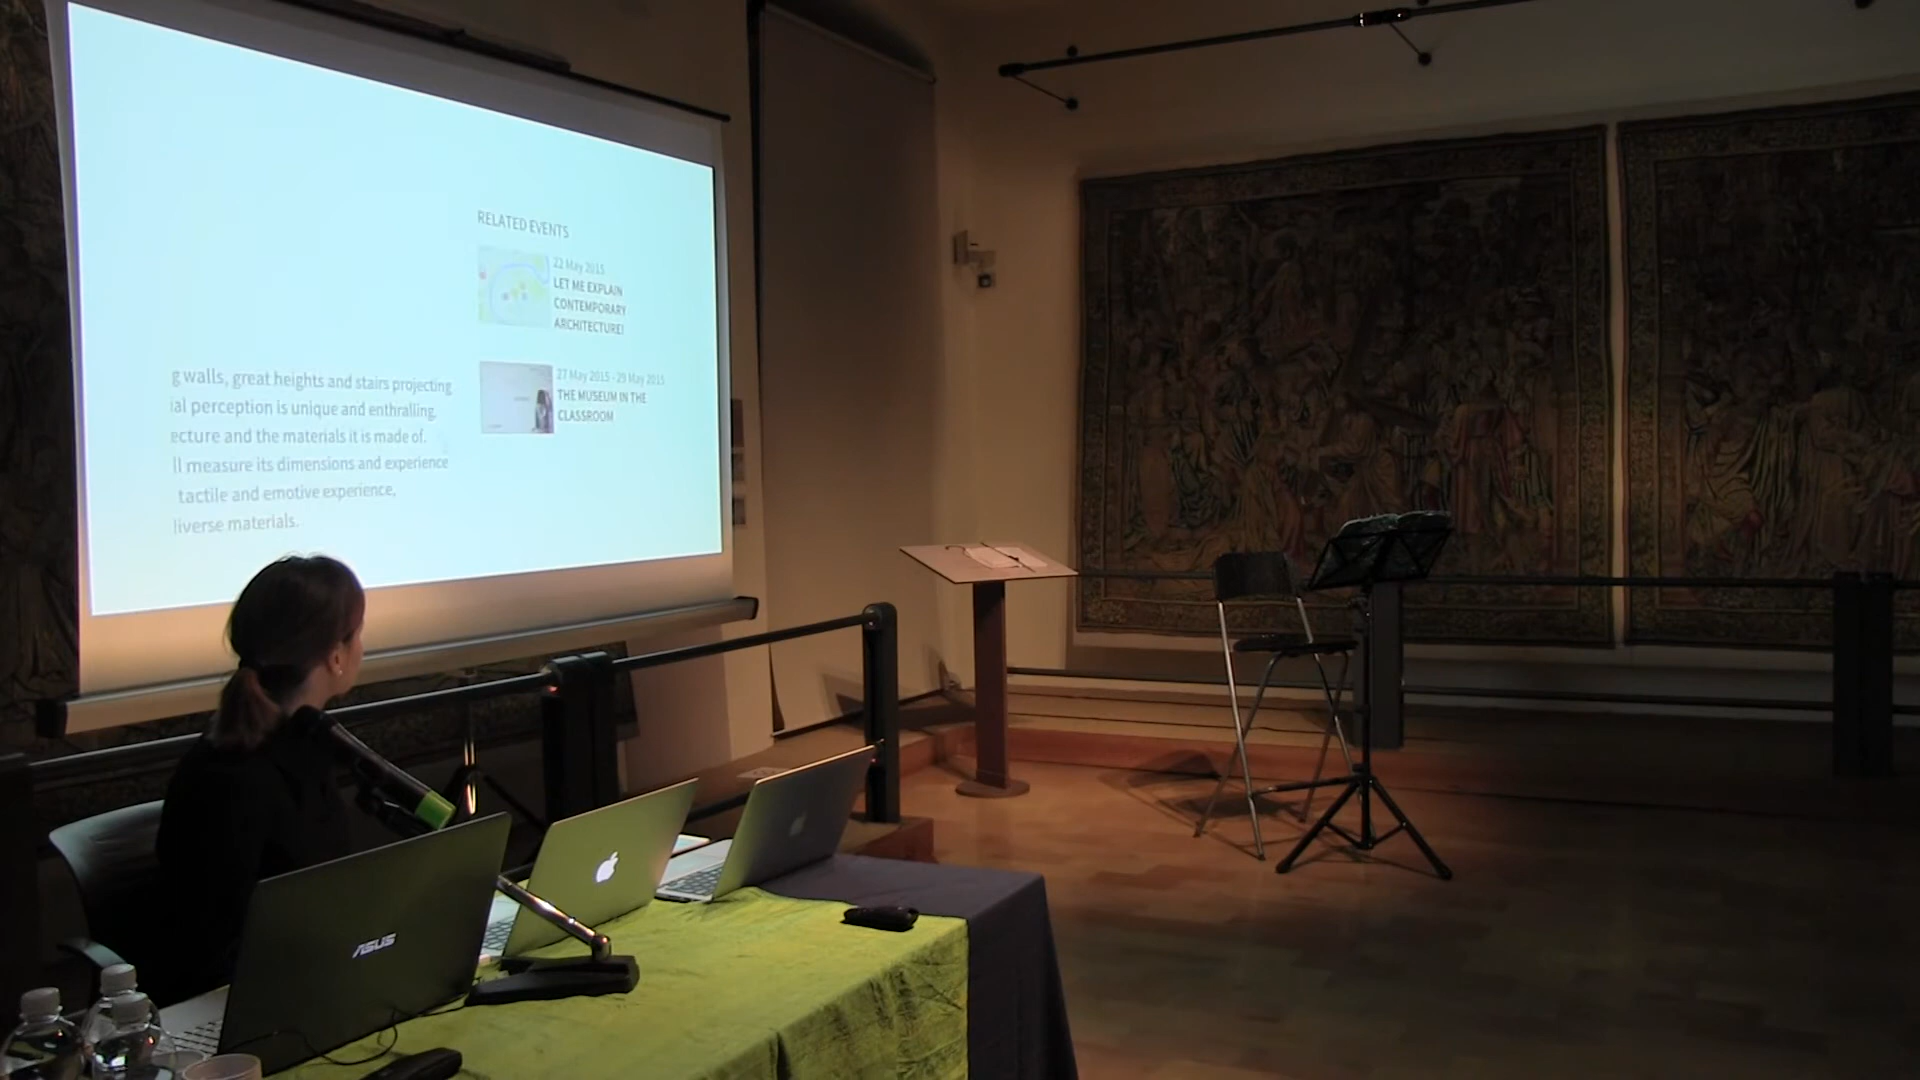 RELATED EVENTS
22 May 2015
LET ME EXPLAIN
CONTEMPORARY
ARCHITECTURE!
27 May 2015 - 29 May 2015
THE MUSEUM IN THE
CLASSROOM
g walls, great heights and stairs projecting
ial perception is unique and enthralling,
ecture and the materials it is made of.
ll measure its dimensions and experience
tactile and emotive experience,
liverse materials.
ASUS